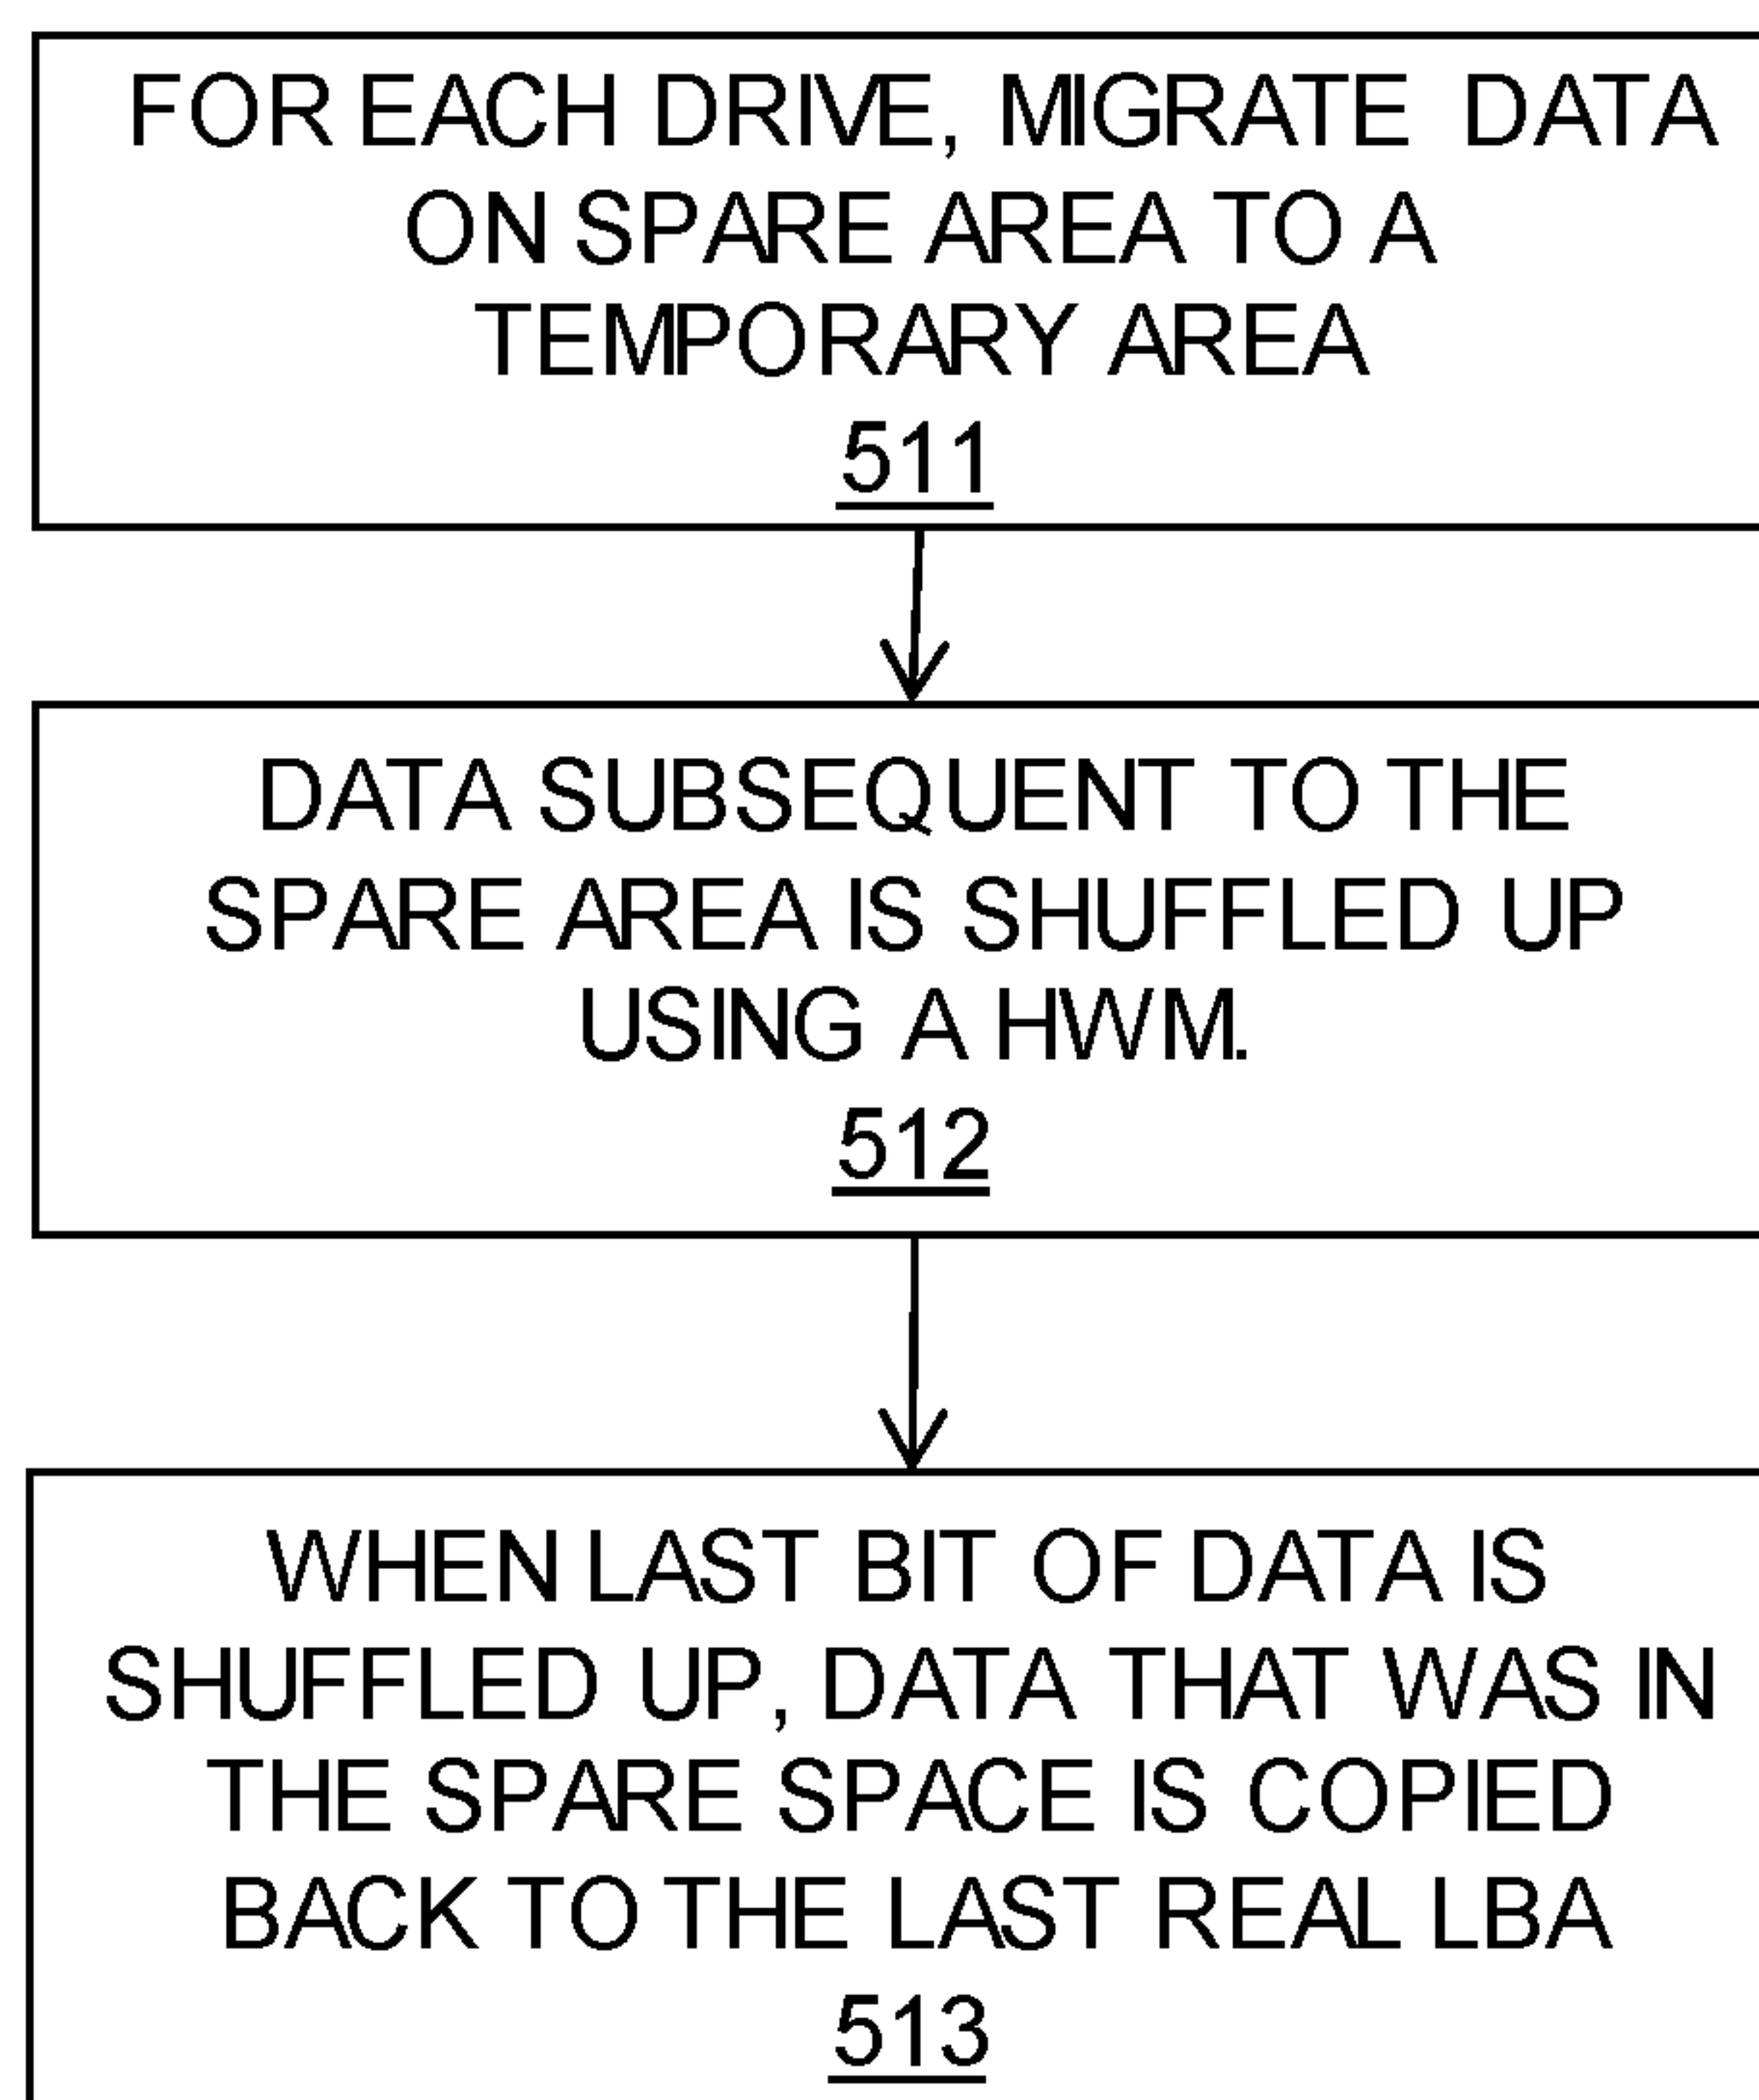 FOR EACH DRIVE, MIGRATE DATA
ON SPARE AREA TO A
TEMPORARY AREA
511
DATA SUBSEQUENT TO THE
SPARE AREA IS SHUFFLED UP
USING A HWM.
512
WHEN LAST BIT OF DATA IS
SHUFFLED UP, DATA THAT WAS IN
THE SPARE SPACE IS COPIED
BACK TO THE LAST REAL LBA
513